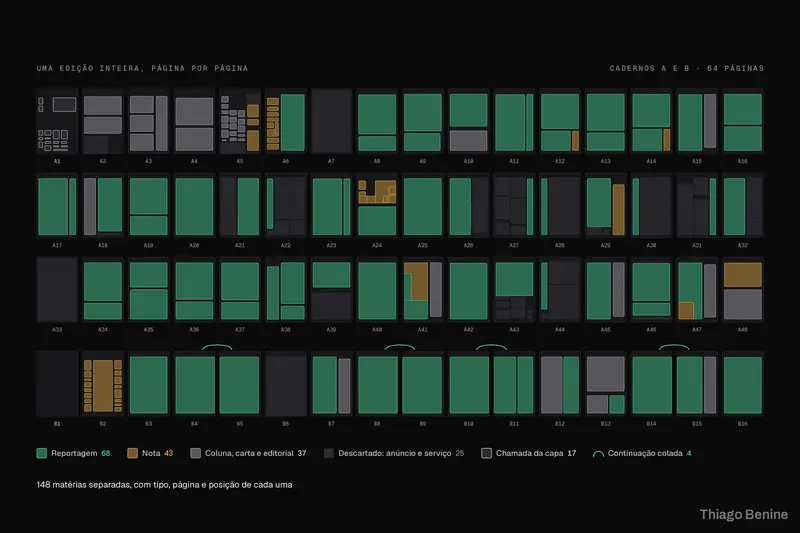 UMA EDIÇÃO INTEIRA, PÁGINA POR PÁGINA
CADERNOS A E B · 64 PÁGINAS
A1 A2 A3 A4 A5 A6 A7 A8 A9 A10 A11 A12 A13 A14 A15 A16
A17 A18 A19 A20 A21 A22 A23 A24 A25 A26 A27 A28 A29 A30 A31 A32
A33 A34 A35 A36 A37 A38 A39 A40 A41 A42 A43 A44 A45 A46 A47 A48
B1 B2 B3 B4 B5 B6 B7 B8 B9 B10 B11 B12 B13 B14 B15 B16
Reportagem 68 Nota 43 Coluna, carta e editorial 37 Descartado: anúncio e serviço 25 Chamada da capa 17 Continuação colada 4
148 matérias separadas, com tipo, página e posição de cada uma
Thiago Benine